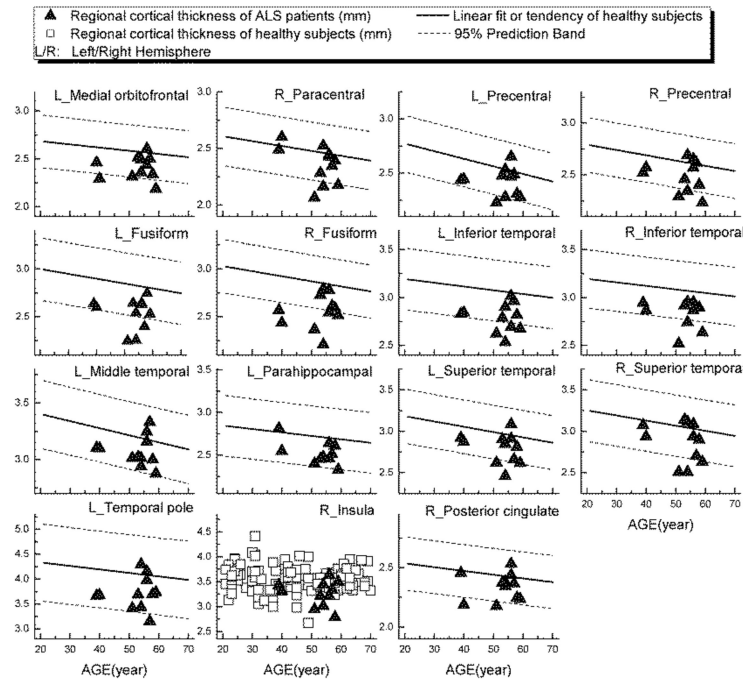 Regional cortical thickness of ALS patients (mm)
Linear fit or tendency of healthy subjects
Regional cortical thickness of healthy subjects (mm)
95% Prediction Band
L/R: Left/Right Hemisphere
L_Medial orbitofrontal
3.0
2.5
2.0
R_Paracentral
3.0
2.5
2.0
L_Precentral
3.0
2.5
R_Precentral
3.0
2.5
L_Fusiform
3.0
2.5
R_Fusiform
3.0
2.5
L_Inferior temporal
3.5
3.0
2.5
R_Inferior temporal
3.5
3.0
2.5
L_Middle temporal
3.5
3.0
L_Parahippocampal
3.5
3.0
2.5
2.0
L_Superior temporal
3.5
3.0
2.5
R_Superior tempora
3.5
3.0
2.5
20 30 40 50 60 70
AGE(year)
L_Temporal pole
5.0
4.5
4.0
3.5
3.0
20 30 40 50 60 70
AGE(year)
R_Insula
4.5
4.0
3.5
3.0
2.5
20 30 40 50 60 70
AGE(year)
R_Posterior cingulate
2.5
2.0
20 30 40 50 60 70
AGE(year)